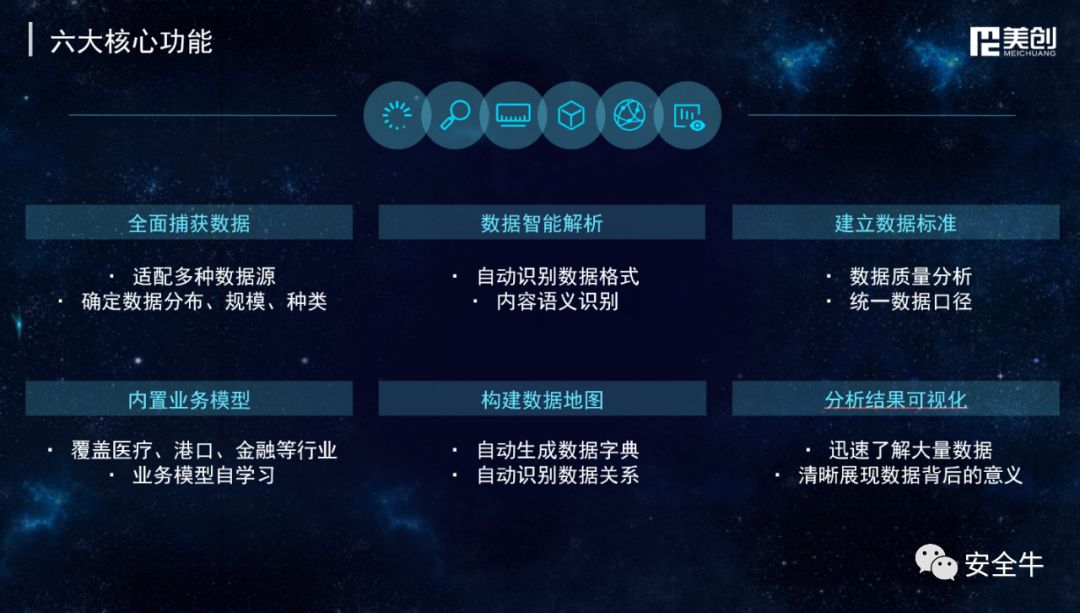 六大核心功能
美创
MEICHUANG
全面捕获数据
· 适配多种数据源
· 确定数据分布、规模、种类
数据智能解析
· 自动识别数据格式
· 内容语义识别
建立数据标准
· 数据质量分析
· 统一数据口径
内置业务模型
· 覆盖医疗、港口、金融等行业
· 业务模型自学习
构建数据地图
· 自动生成数据字典
· 自动识别数据关系
分析结果可视化
· 迅速了解大量数据
· 清晰展现数据背后的意义
安全牛